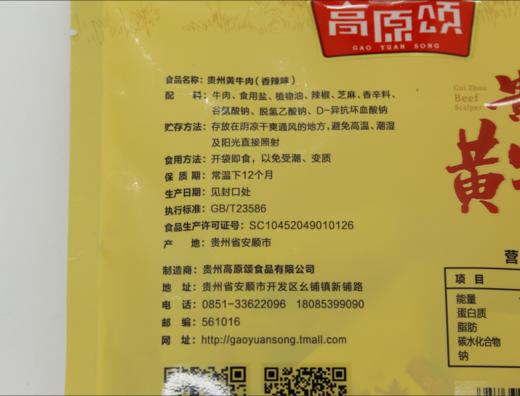 高原颂
GAO YUAN SONG
食品名称：贵州黄牛肉（香辣味）
配 料：牛肉、食用盐、植物油、辣椒、芝麻、香辛料、
谷氨酸钠、脱氢乙酸钠、D-异抗坏血酸钠
贮存方法：存放在阴凉干爽通风的地方，避免高温、潮湿
及阳光直接照射
食用方法：开袋即食，以免受潮、变质
保 质 期：常温下12个月
生产日期：见封口处
执行标准：GB/T23586
食品生产许可证号：SC10452049010126
产 地：贵州省安顺市
制造商：贵州高原颂食品有限公司
地 址：贵州省安顺市开发区幺铺镇新铺路
电 话：0851-33622096 18085399090
邮 编：561016
网 址：http://gaoyuansong.tmall.com
Gui Zhou
Beef
Scalper
黄
营
项 目
能量
蛋白质
脂肪
碳水化合物
钠